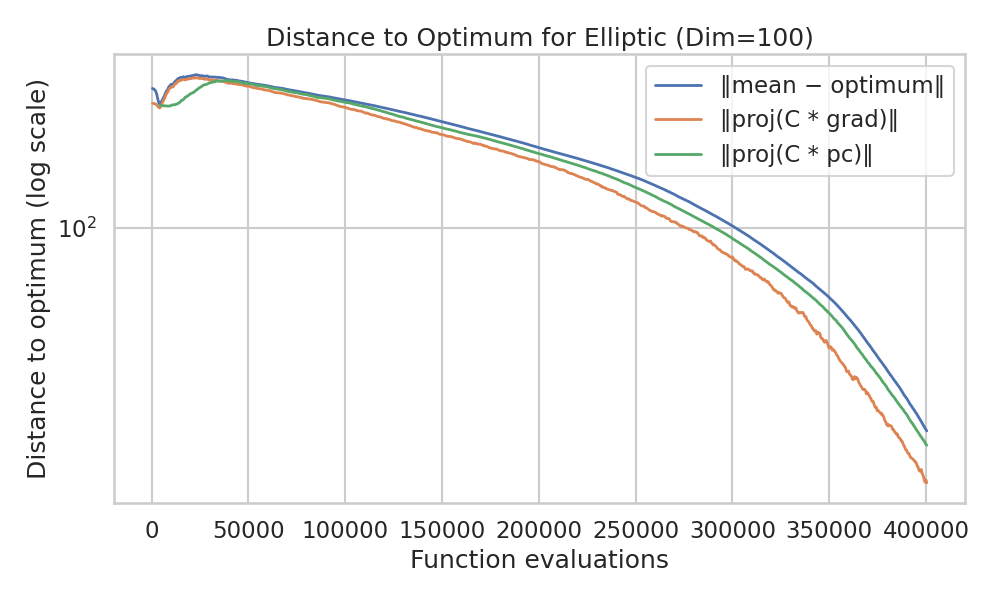 Distance to Optimum for Elliptic (Dim=100)
Distance to optimum (log scale)
10²
‖mean − optimum‖
‖proj(C * grad)‖
‖proj(C * pc)‖
0 50000 100000 150000 200000 250000 300000 350000 400000
Function evaluations